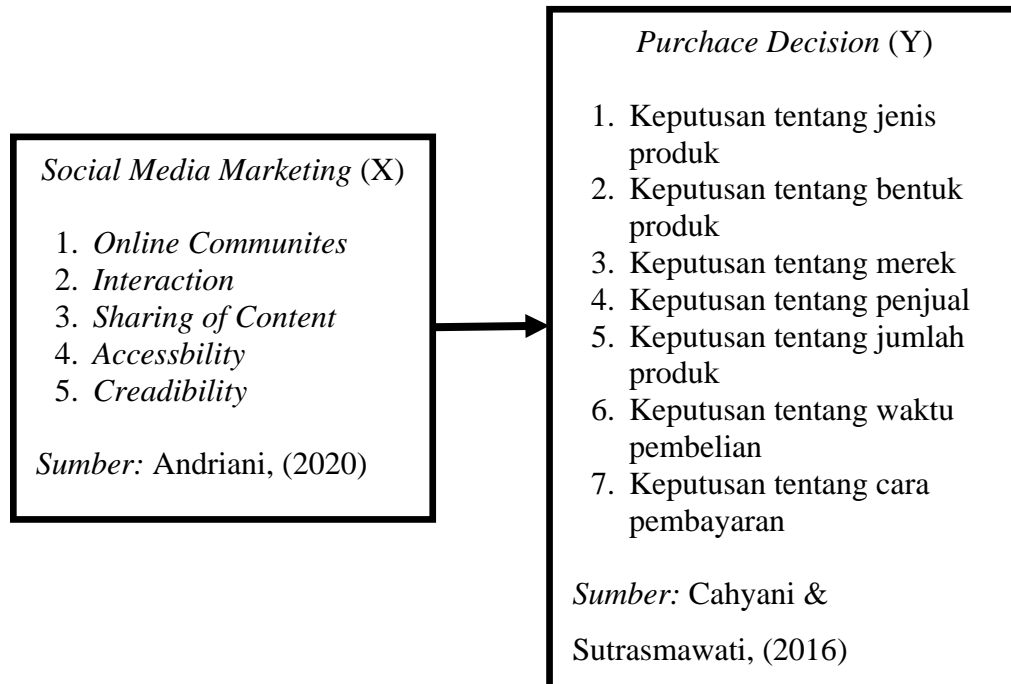 Social Media Marketing (X)
1. Online Communites
2. Interaction
3. Sharing of Content
4. Accessbility
5. Creadibility
Sumber: Andriani, (2020)
Purchace Decision (Y)
1. Keputusan tentang jenis
produk
2. Keputusan tentang bentuk
produk
3. Keputusan tentang merek
4. Keputusan tentang penjual
5. Keputusan tentang jumlah
produk
6. Keputusan tentang waktu
pembelian
7. Keputusan tentang cara
pembayaran
Sumber: Cahyani &
Sutrasmawati, (2016)